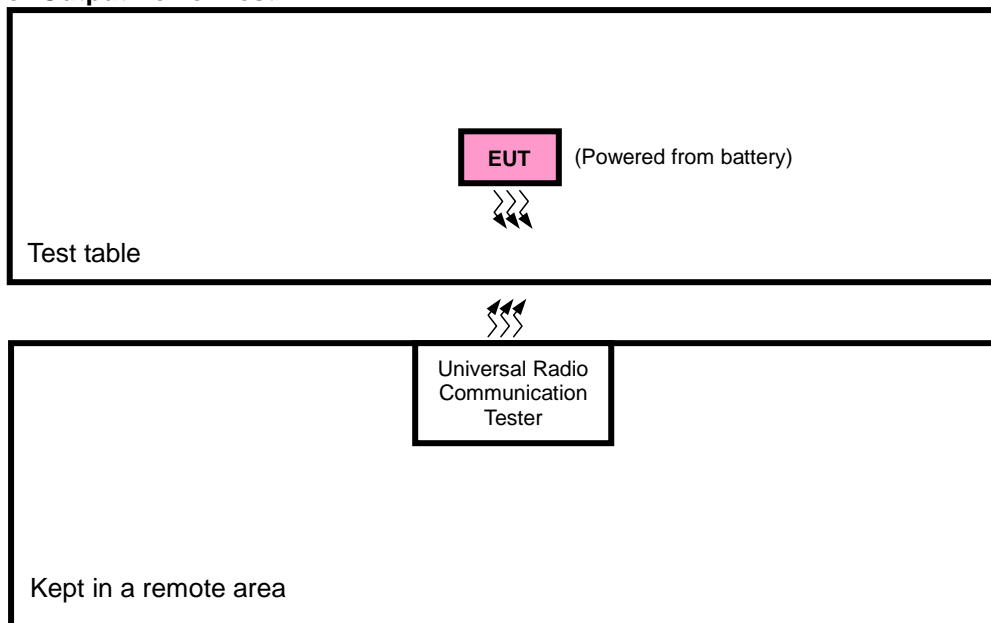 EUT
(Powered from battery)
Test table
Universal Radio
Communication
Tester
Kept in a remote area